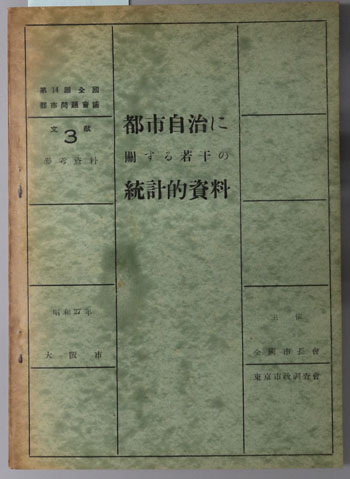 第14回全國
都市問題會議
文獻
3
参考資料
都市自治に
關する若干の
統計的資料
昭和27年
大阪市
主催
全國市長會
東京市政調査會